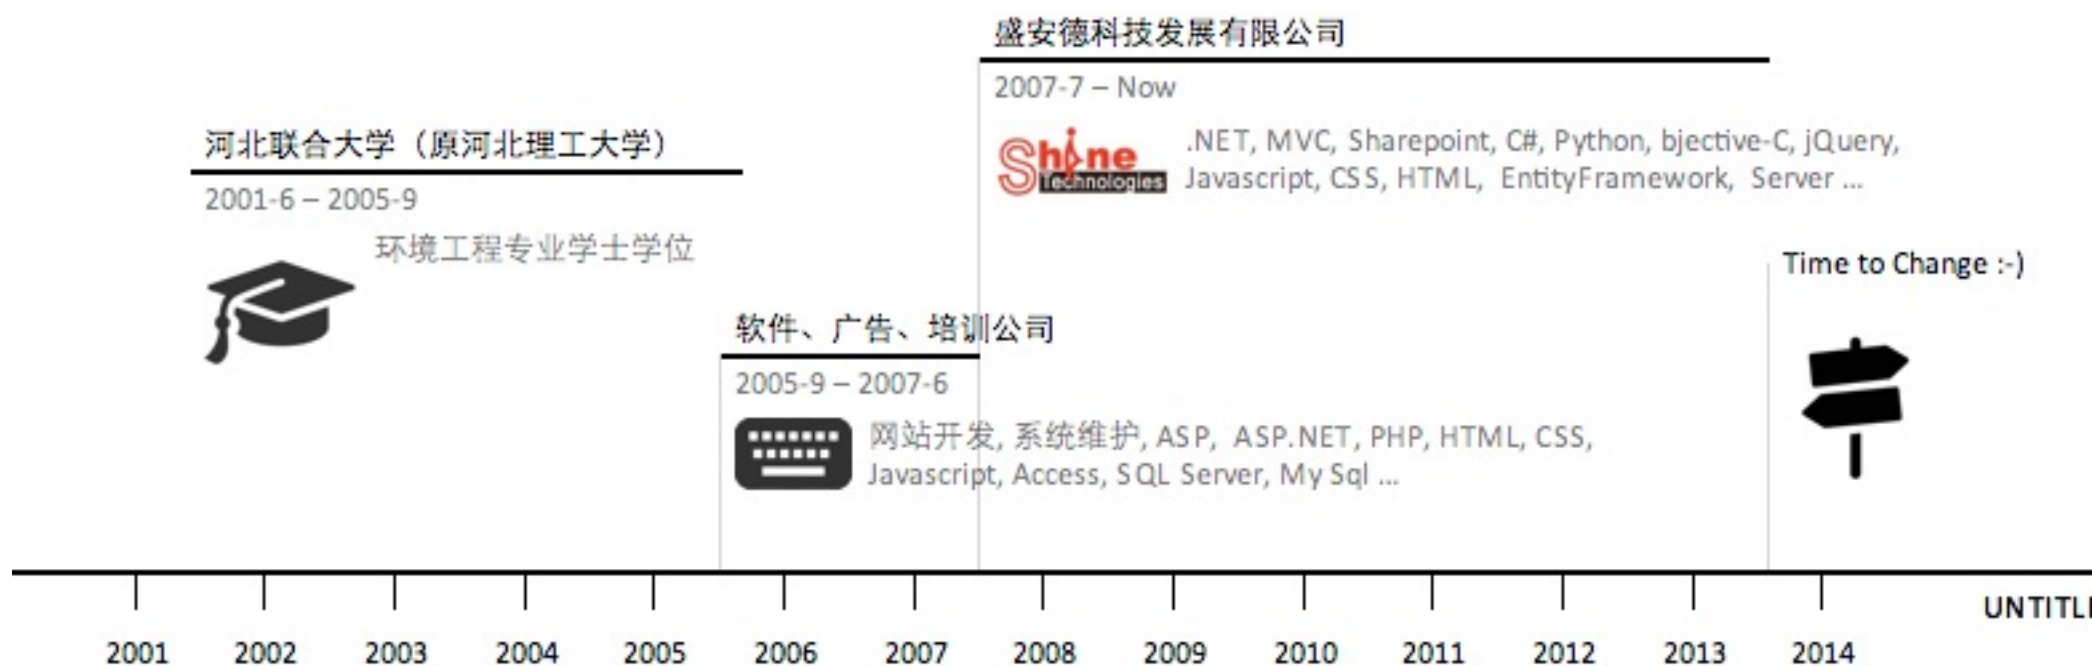 盛安德科技发展有限公司
2007-7 – Now
Shine
Technologies
.NET, MVC, Sharepoint, C#, Python, bjective-C, jQuery,
Javascript, CSS, HTML, EntityFramework, Server ...
河北联合大学（原河北理工大学）
2001-6 – 2005-9
环境工程专业学士学位
Time to Change :-)
软件、广告、培训公司
2005-9 – 2007-6
网站开发, 系统维护, ASP, ASP.NET, PHP, HTML, CSS,
Javascript, Access, SQL Server, My Sql ...
UNTITLE
2001 2002 2003 2004 2005 2006 2007 2008 2009 2010 2011 2012 2013 2014